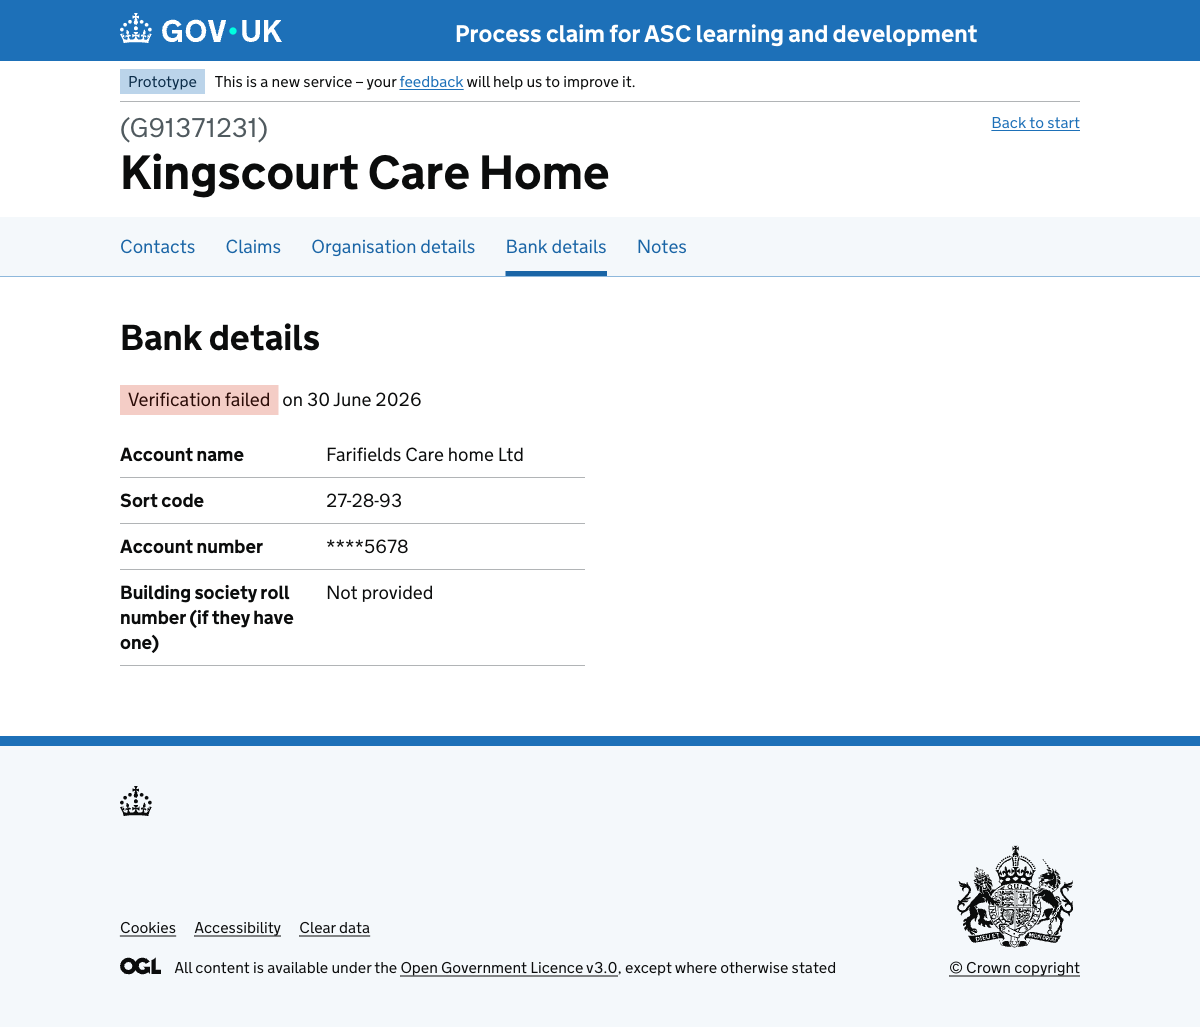 GOV•UK
Process claim for ASC learning and development
Prototype This is a new service – your feedback will help us to improve it.
(G91371231)
Back to start
Kingscourt Care Home
Contacts Claims Organisation details Bank details Notes
Bank details
Verification failed on 30 June 2026
Account name Farifields Care home Ltd
Sort code 27-28-93
Account number ****5678
Building society roll Not provided
number (if they have
one)
Cookies Accessibility Clear data
OGL All content is available under the Open Government Licence v3.0, except where otherwise stated
© Crown copyright